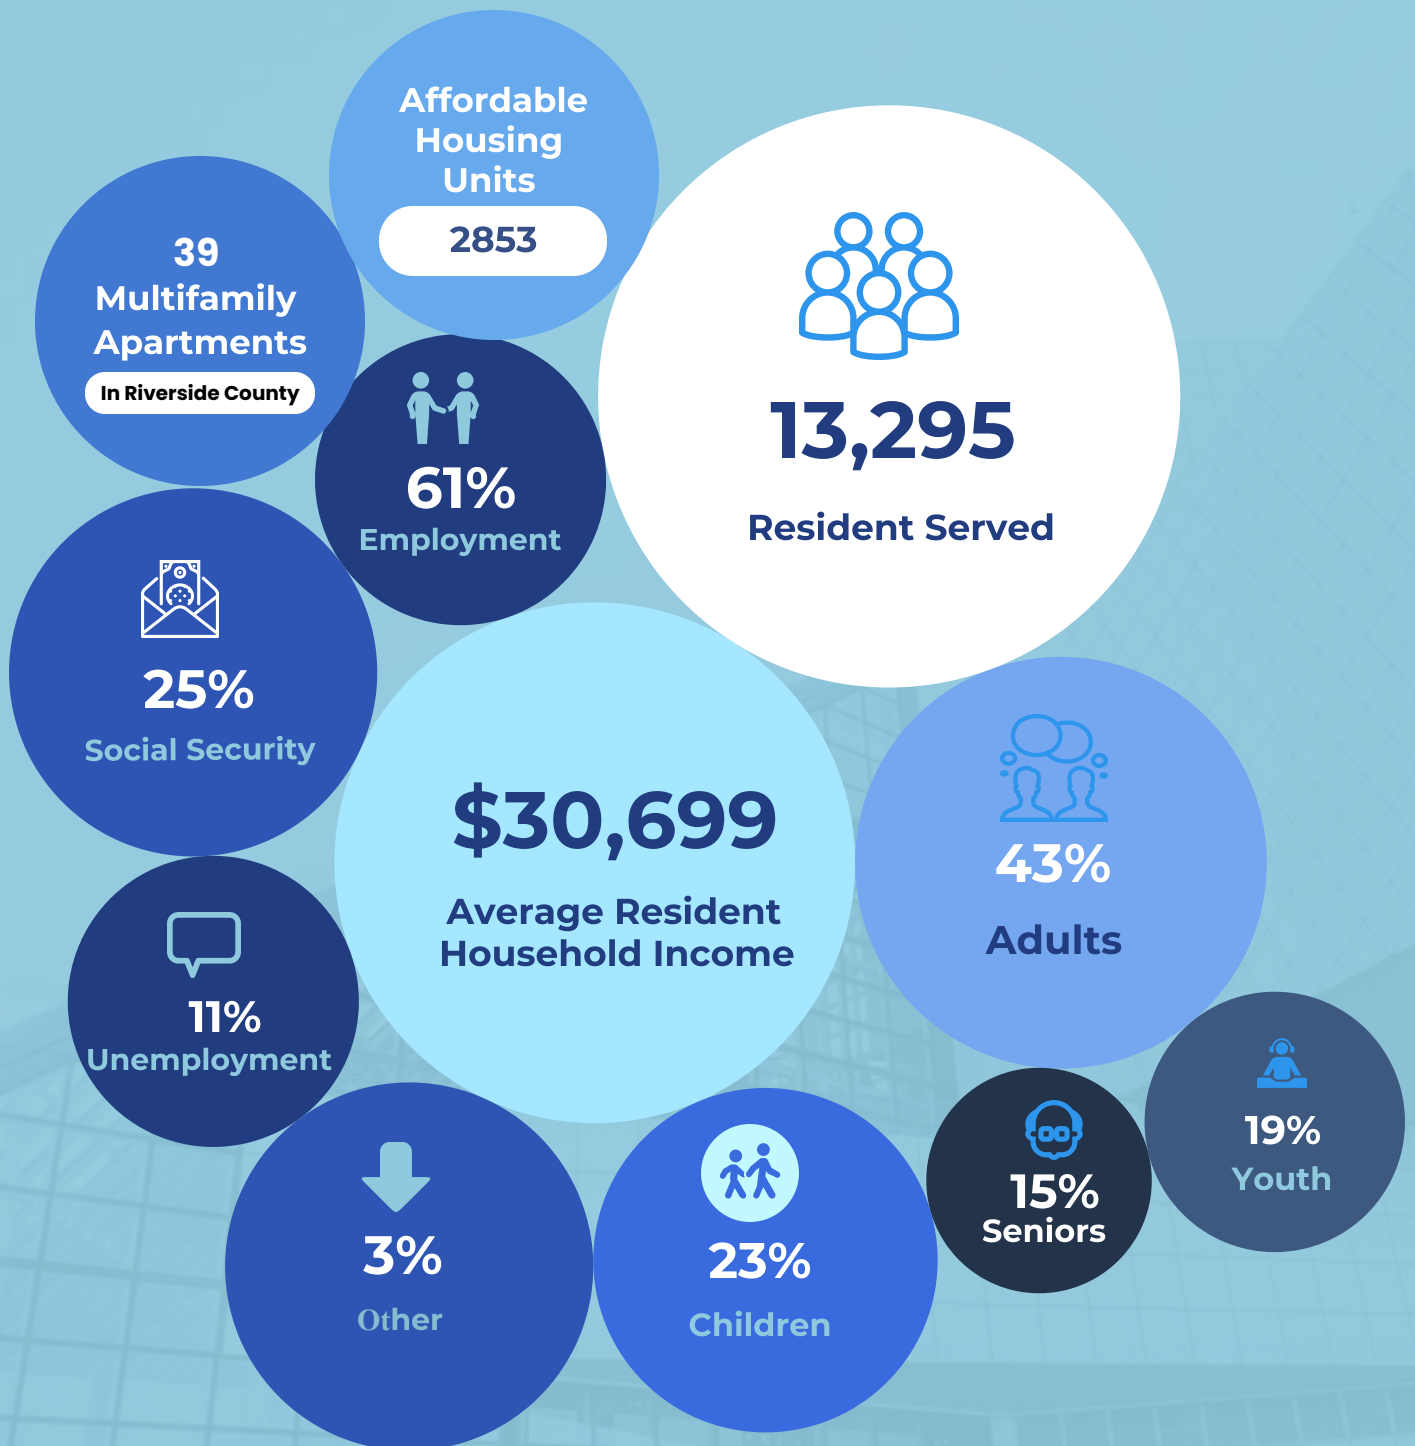 Affordable
Housing
Units
2853
39
Multifamily
Apartments
In Riverside County
13,295
Resident Served
61%
Employment
25%
Social Security
$30,699
Average Resident
Household Income
43%
Adults
11%
Unemployment
19%
Youth
15%
Seniors
3%
Other
23%
Children